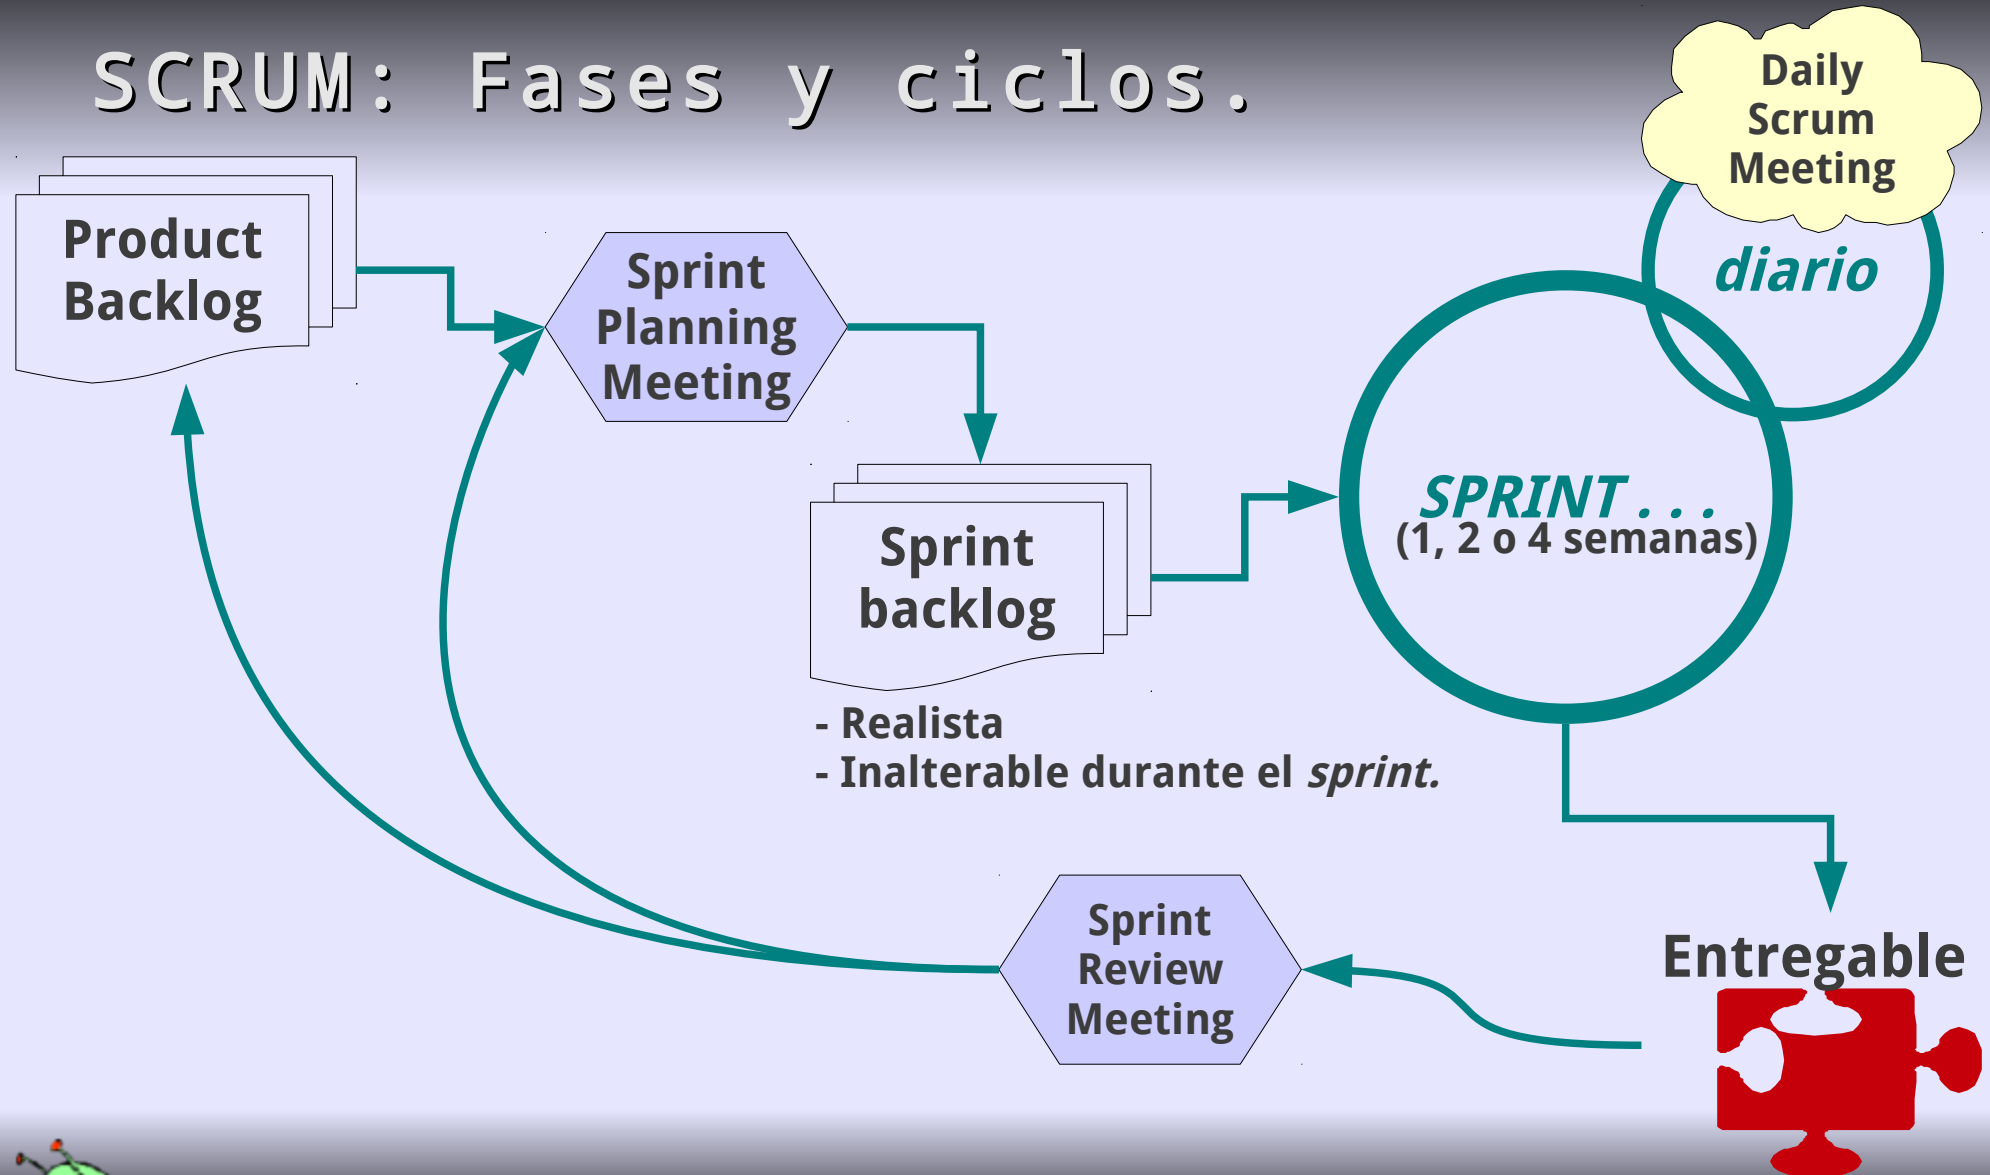 SCRUM: Fases y ciclos.
Daily
Scrum
Meeting
diario
Product
Backlog
Sprint
Planning
Meeting
SPRINT . . .
(1, 2 o 4 semanas)
Sprint
backlog
- Realista
- Inalterable durante el sprint.
Sprint
Review
Meeting
Entregable